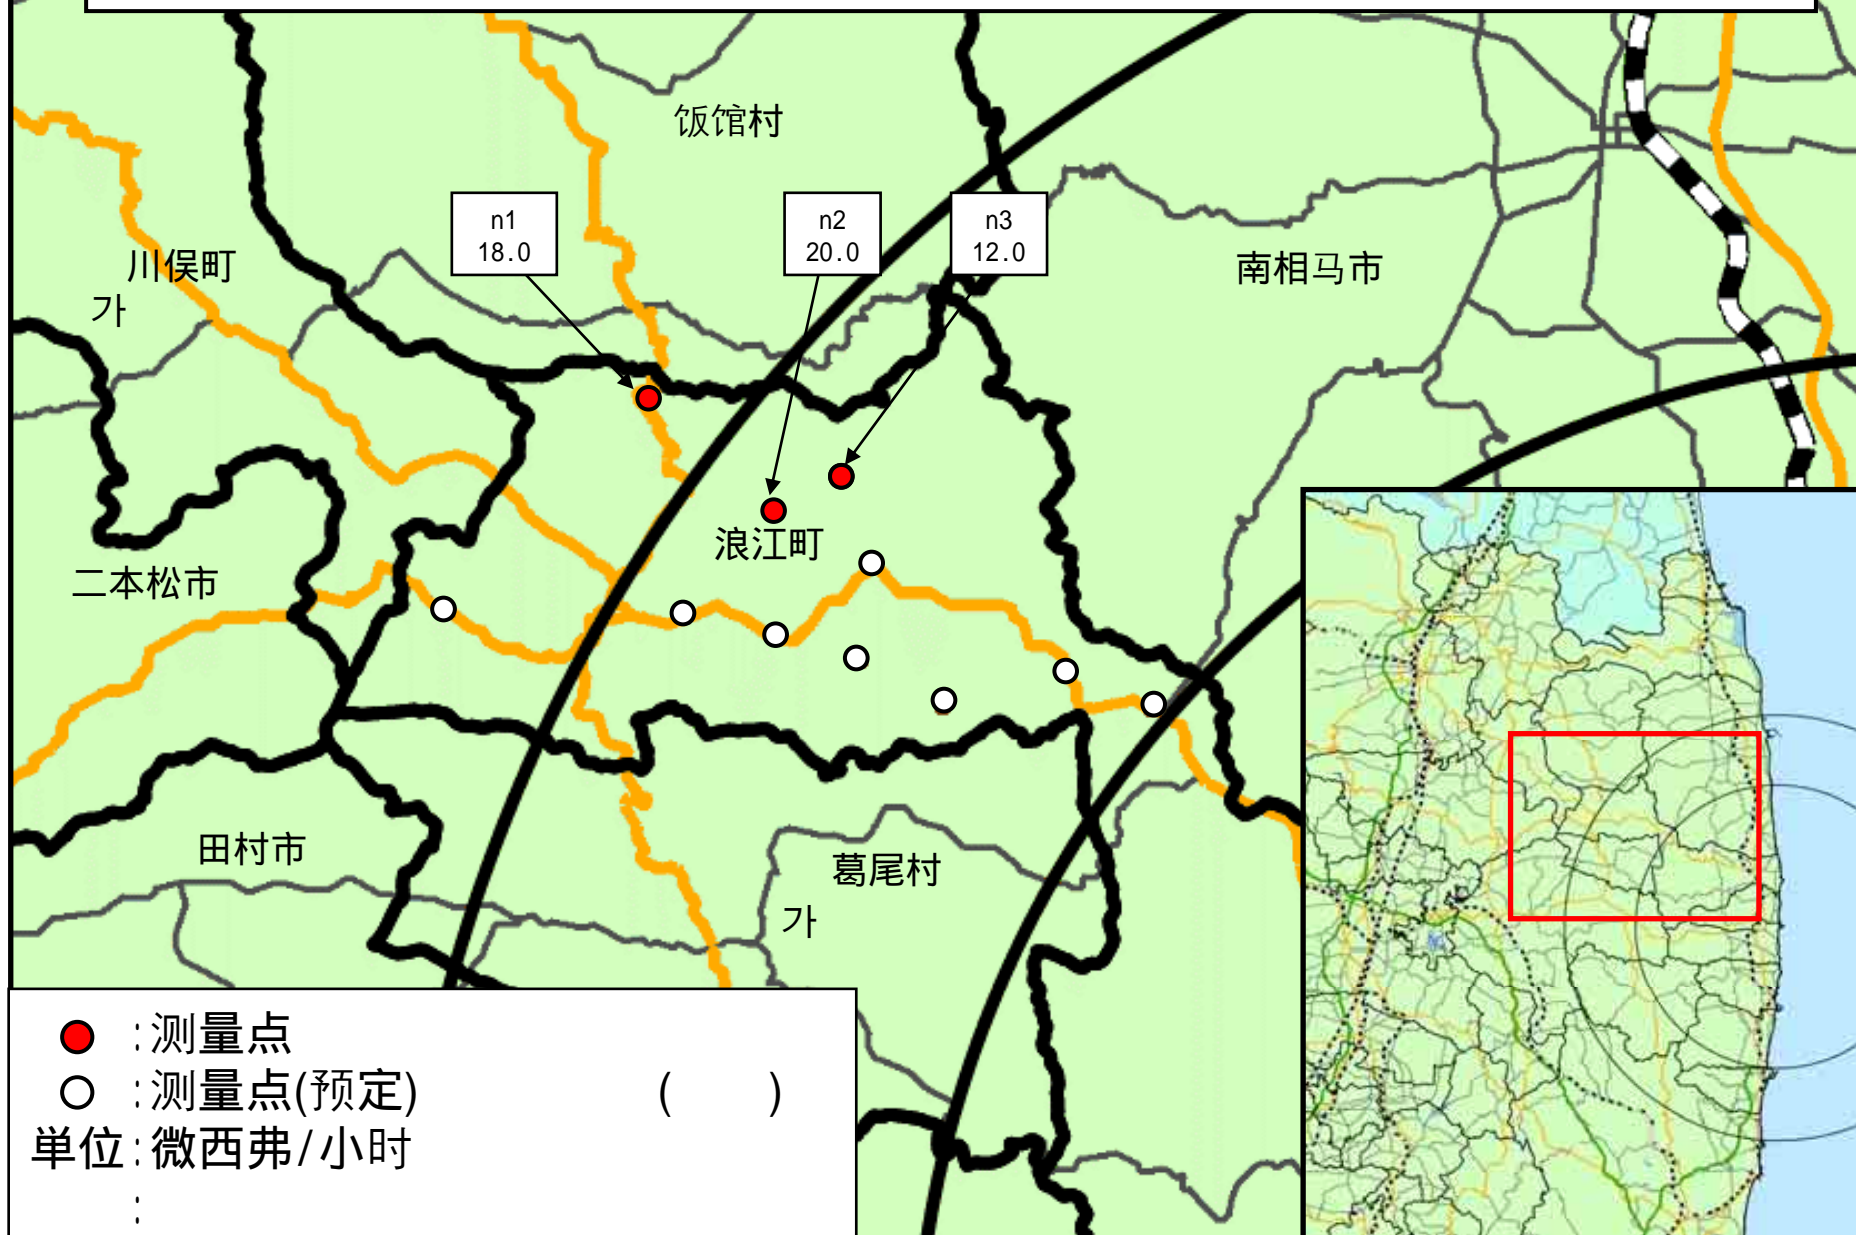 饭馆村
n1
18.0
n2
20.0
n3
12.0
川俣町
가
南相马市
浪江町
二本松市
田村市
葛尾村
가
:测量点
:测量点(预定) ( )
単位:微西弗/小时
: